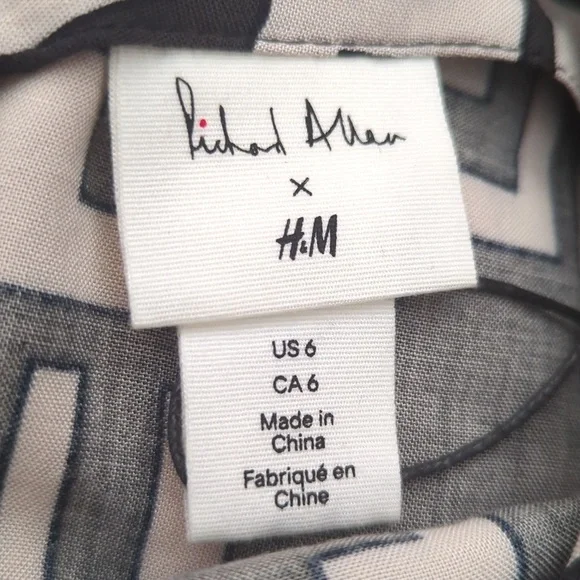 Richard Allan
×
H&M
US 6
CA 6
Made in
China
Fabriqué en
Chine